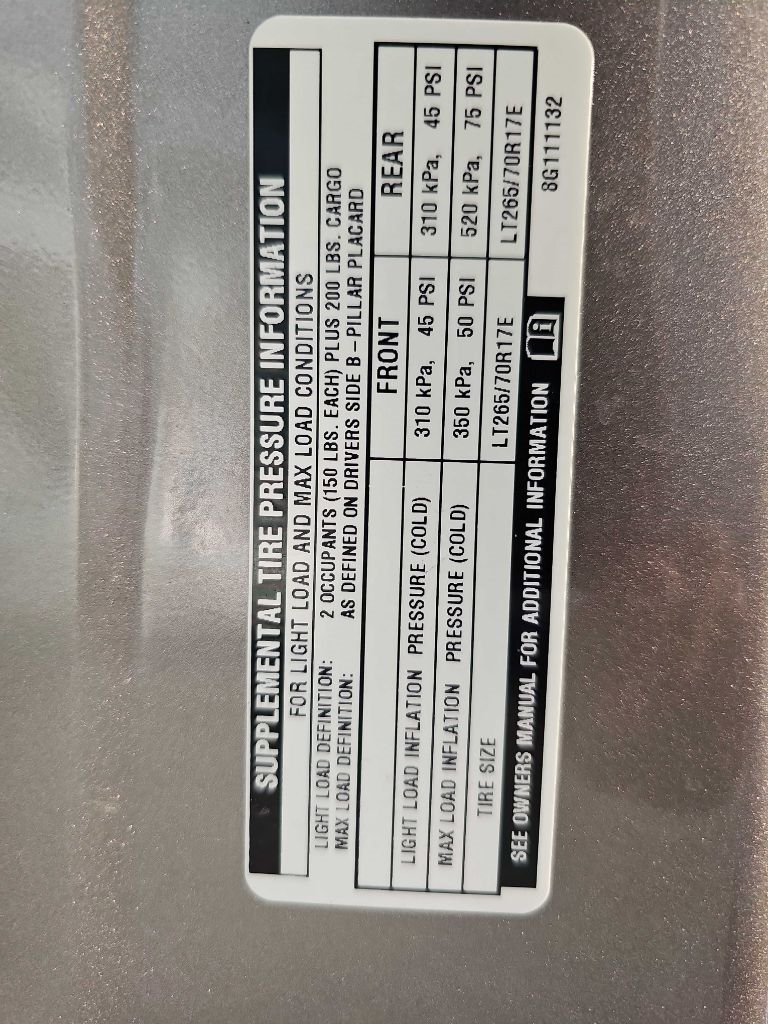 SUPPLEMENTAL TIRE PRESSURE INFORMATION
FOR LIGHT LOAD AND MAX LOAD CONDITIONS
LIGHT LOAD DEFINITION: 2 OCCUPANTS (150 LBS. EACH) PLUS 200 LBS. CARGO
MAX LOAD DEFINITION: AS DEFINED ON DRIVERS SIDE B – PILLAR PLACARD
FRONT REAR
LIGHT LOAD INFLATION PRESSURE (COLD) 310 kPa, 45 PSI 310 kPa, 45 PSI
MAX LOAD INFLATION PRESSURE (COLD) 350 kPa, 50 PSI 520 kPa, 75 PSI
TIRE SIZE LT265/70R17E LT265/70R17E
SEE OWNERS MANUAL FOR ADDITIONAL INFORMATION i 8G111132